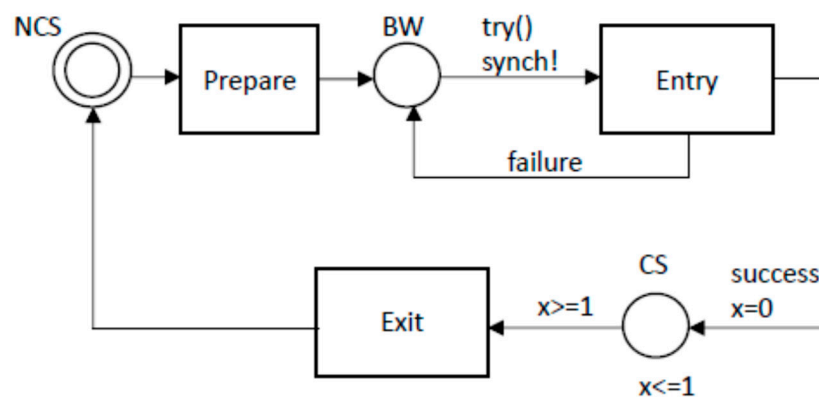 NCS
Prepare
BW
try()
synch!
Entry
failure
CS
success
x=0
x>=1
Exit
x<=1